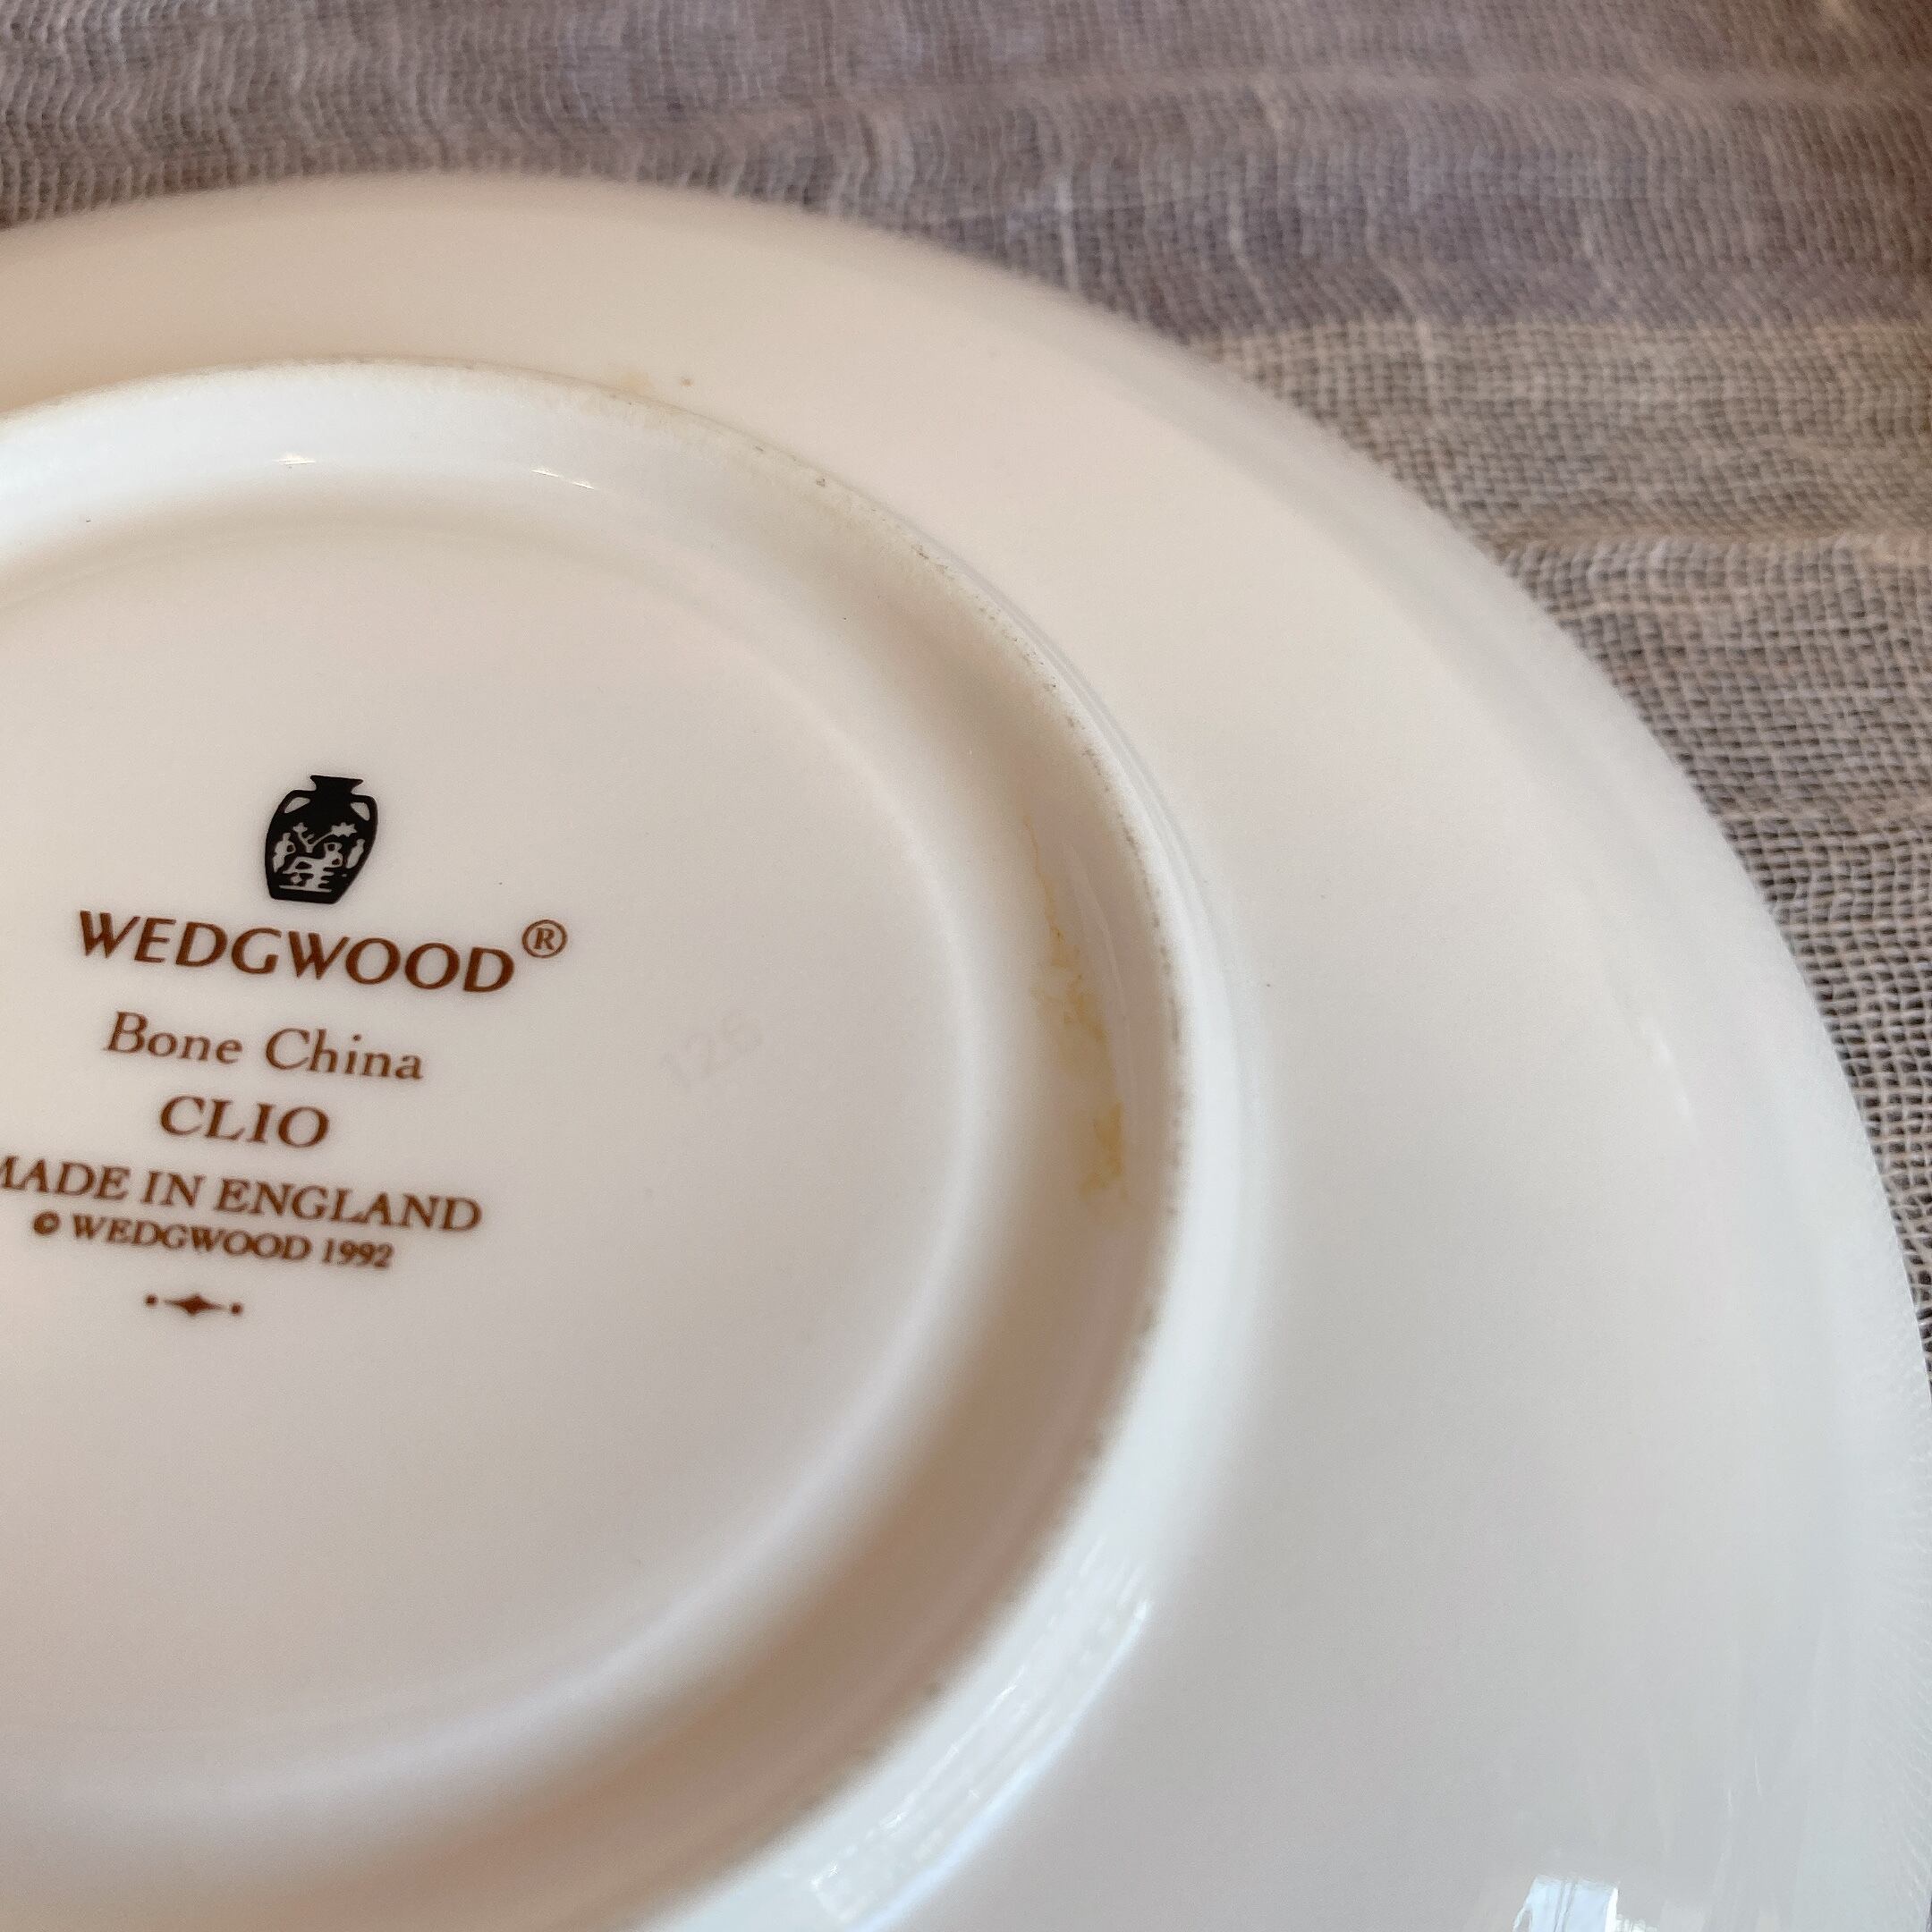 WEDGWOOD®
Bone China
CLIO
MADE IN ENGLAND
© WEDGWOOD 1992